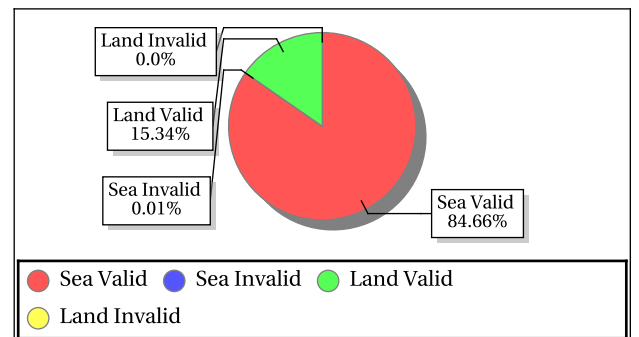 Land Invalid
0.0%
Land Valid
15.34%
Sea Invalid
0.01%
Sea Valid
84.66%
Sea Valid Sea Invalid Land Valid
Land Invalid